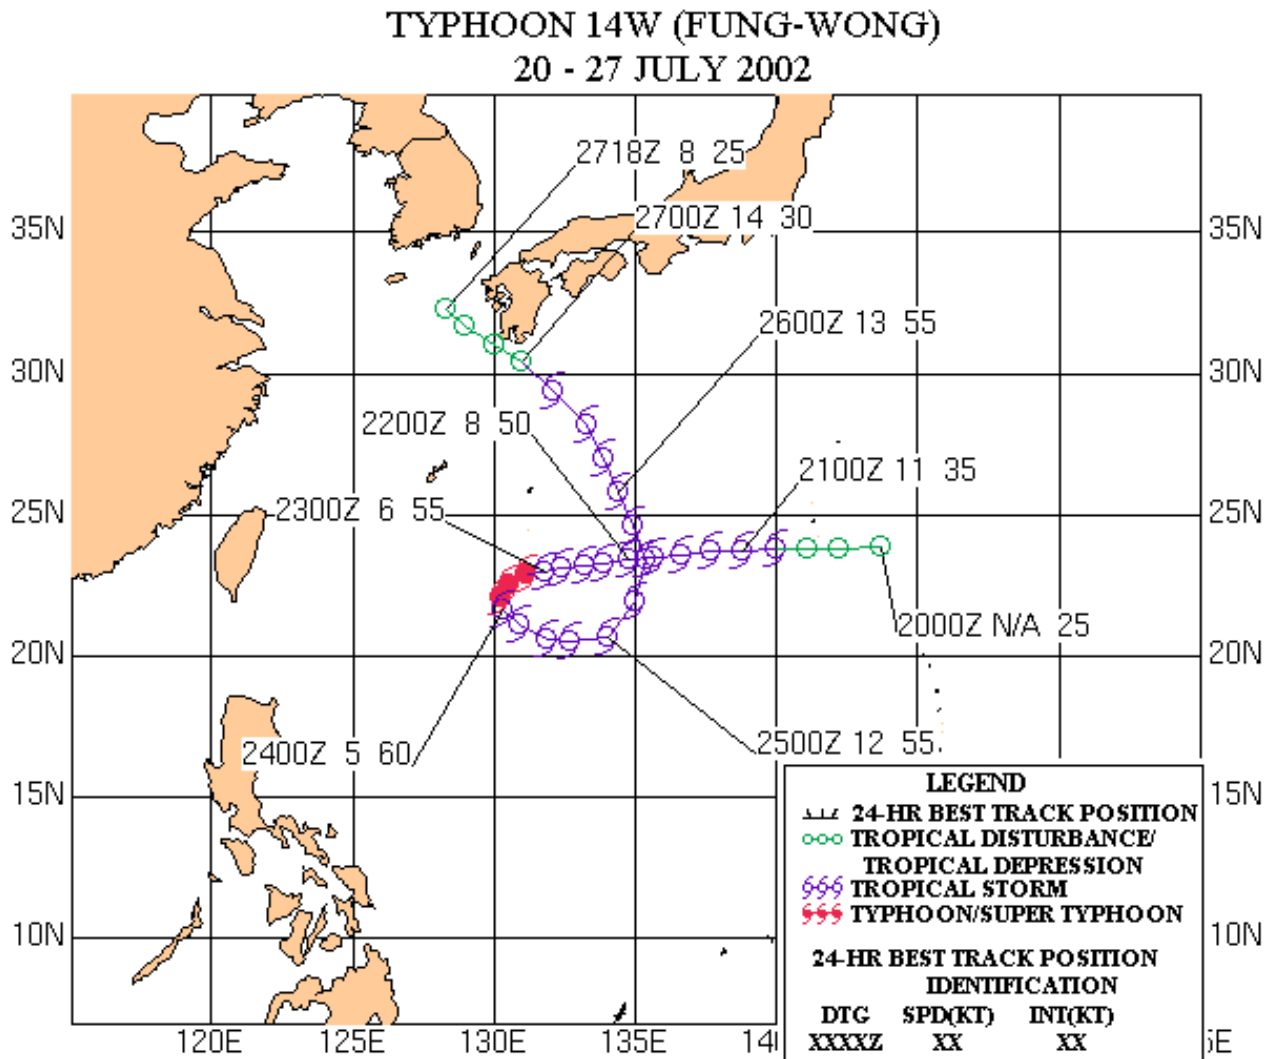 TYPHOON 14W (FUNG-WONG)
20 - 27 JULY 2002
2718Z 8 25
2700Z 14 30
35N 35N
2600Z 13 55
30N 30N
2200Z 8 50
2100Z 11 35
2300Z 6 55
25N 25N
2000Z N/A 25
20N 20N
2400Z 5 60
2500Z 12 55
LEGEND
15N 15N
24-HR BEST TRACK POSITION
TROPICAL DISTURBANCE/
TROPICAL DEPRESSION
TROPICAL STORM
TYPHOON/SUPER TYPHOON
10N 10N
24-HR BEST TRACK POSITION
IDENTIFICATION
DTG SPD(KT) INT(KT)
XXXXZ XX XX
120E 125E 130E 135E